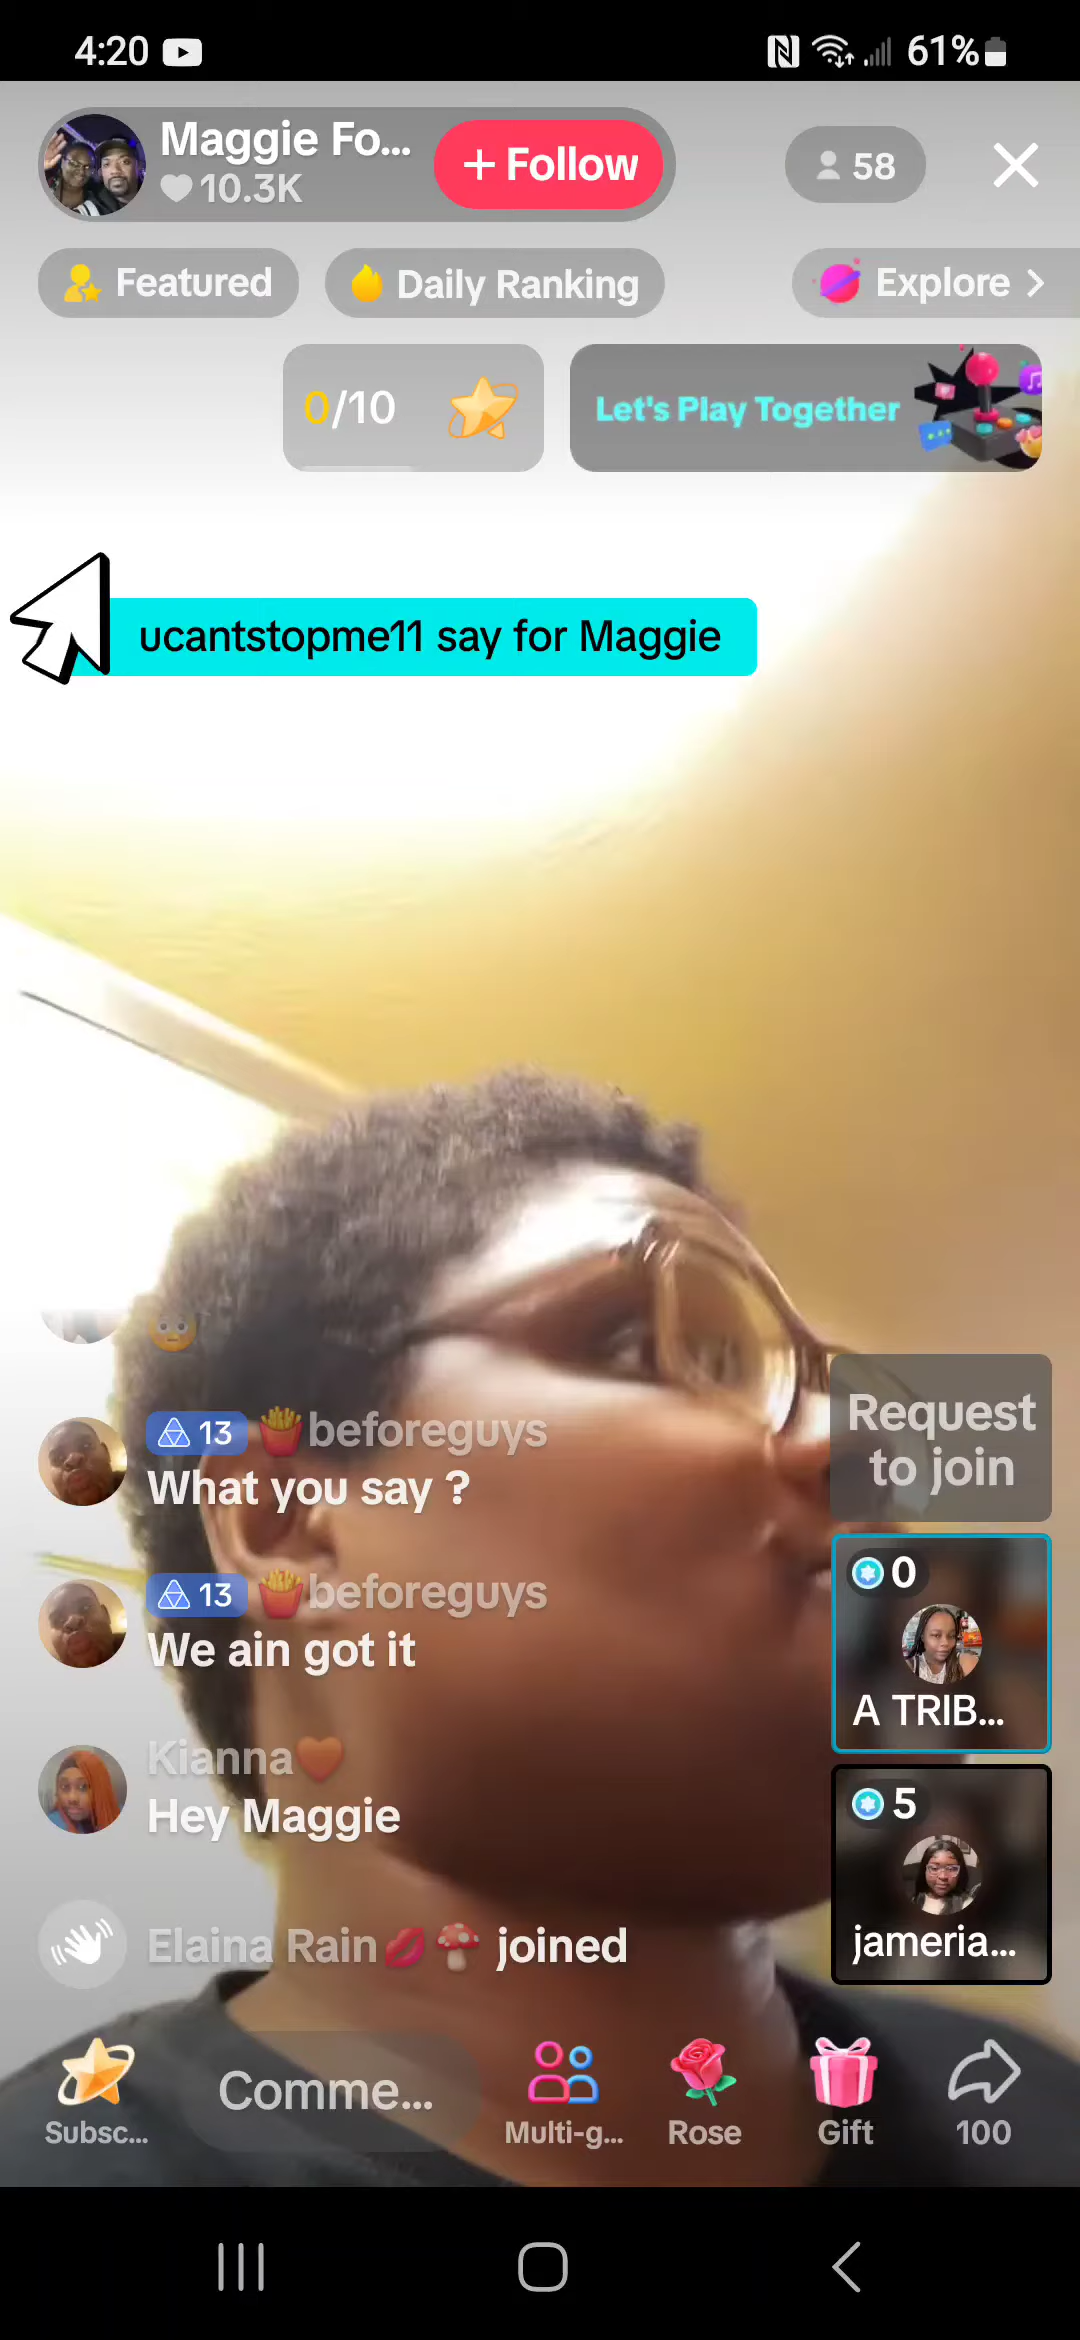 4:20
61%
Maggie Fo...
10.3K
+ Follow
58
Featured
Daily Ranking
Explore >
0/10
Let's Play Together
ucantstopme11 say for Maggie
13 beforeguys
What you say ?
13 beforeguys
We ain got it
Kianna
Hey Maggie
Elaina Rain joined
Request
to join
0
A TRIB...
5
jameria...
Comme...
Subsc...
Multi-g...
Rose
Gift
100